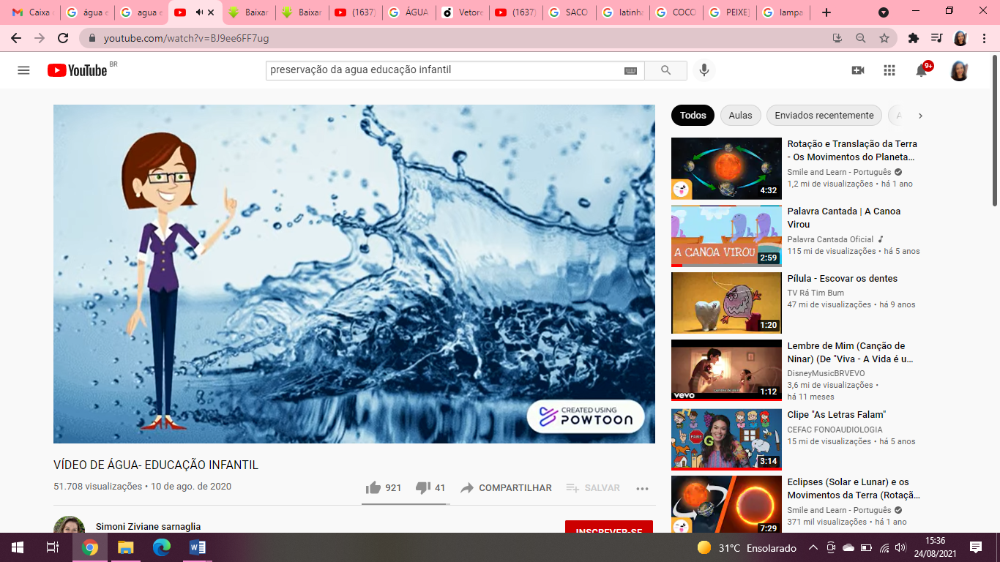 Caixa d
água e
agua e
Baixar
Baixar
(1637)
ÁGUA
Vetore
(1637)
SACO
latinha
COCO
PEIXE
lampa
youtube.com/watch?v=BJ9ee6FF7ug
YouTube BR
preservação da agua educação infantil
9+
CREATED USING
POWTOON
VÍDEO DE ÁGUA- EDUCAÇÃO INFANTIL
51.708 visualizações • 10 de ago. de 2020
921
41
COMPARTILHAR
SALVAR
Simoni Ziviane sarnaglia
INSCREVER-SE
Todos
Aulas
Enviados recentemente
4:32
Rotação e Translação da Terra
- Os Movimentos do Planeta...
Smile and Learn - Português
1,2 mi de visualizações • há 1 ano
A CANOA VIROU
2:59
Palavra Cantada | A Canoa
Virou
Palavra Cantada Oficial
115 mi de visualizações • há 5 anos
1:20
Pílula - Escovar os dentes
TV Rá Tim Bum
47 mi de visualizações • há 9 anos
vevo
1:12
Lembre de Mim (Canção de
Ninar) (De "Viva - A Vida é u...
DisneyMusicBRVEVO
3,6 mi de visualizações •
há 11 meses
PARE
G
3:14
Clipe "As Letras Falam"
CEFAC FONOAUDIOLOGIA
15 mi de visualizações • há 5 anos
7:29
Eclipses (Solar e Lunar) e os
Movimentos da Terra (Rotaçã...
Smile and Learn - Português
371 mil visualizações • há 1 ano
31°C Ensolarado
15:36
24/08/2021